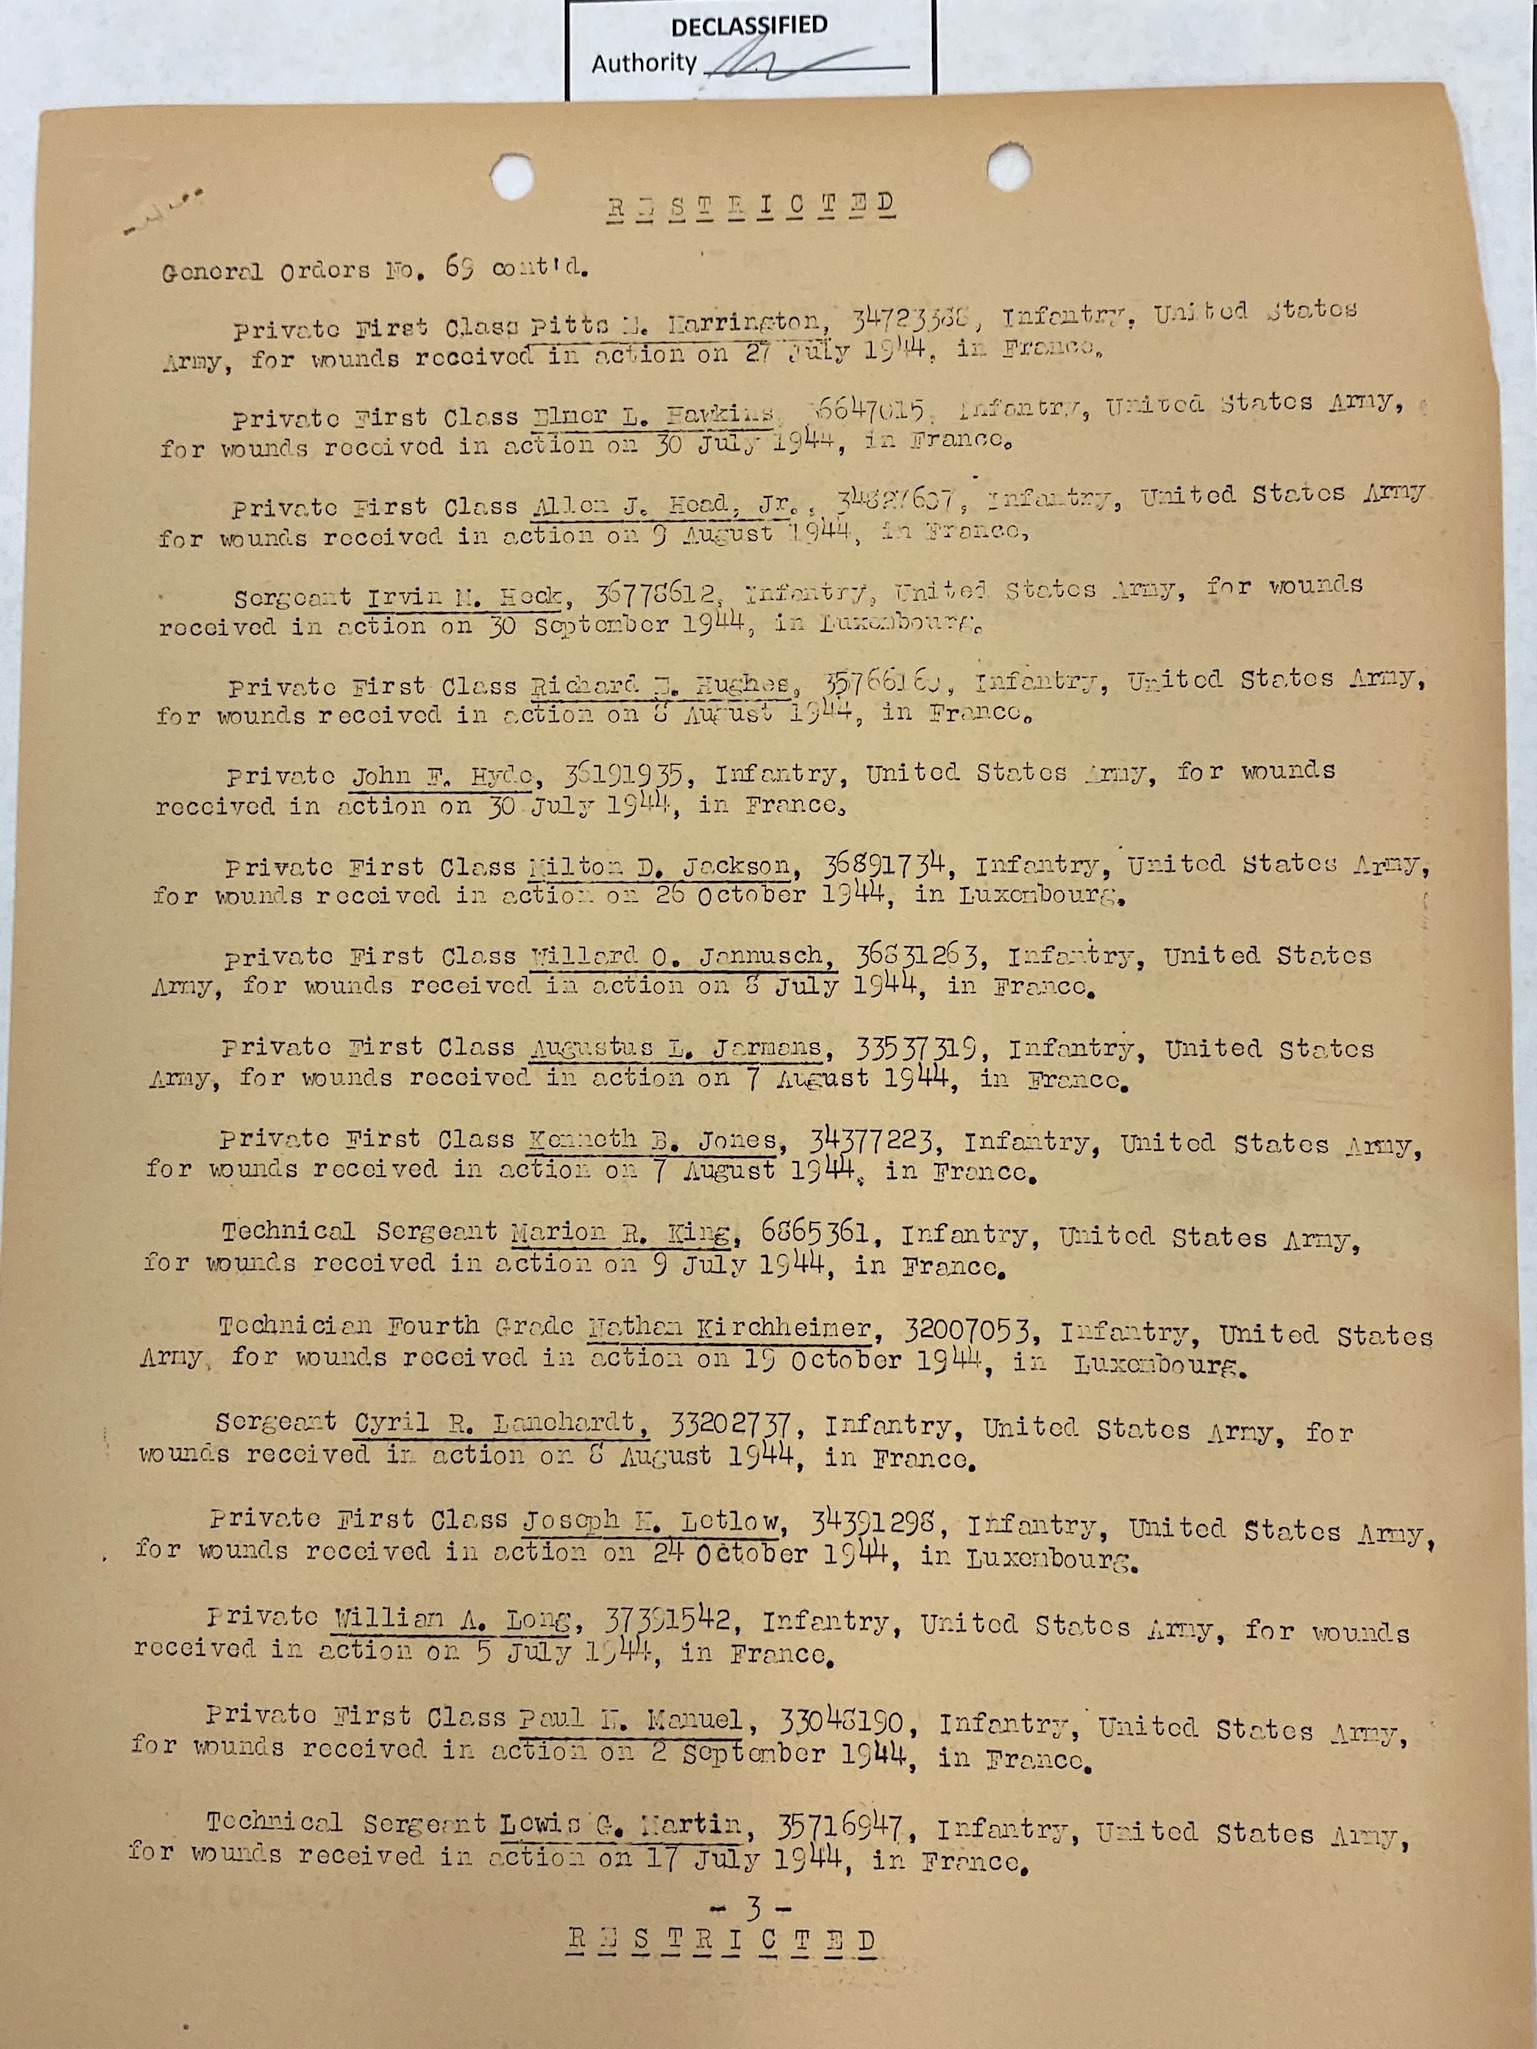 DECLASSIFIED
Authority
RESTRICTED
General Orders No. 69 cont'd.
Private First Class Pitts Harrington, Infantry, United States
Army, for wounds received in action on 27 July 1944, in France.
Private First Class Elmer L. Hawkins, Infantry, United States Army,
for wounds received in action on 30 July 1944, in France.
Private First Class Allen J. Head, Jr., 34827607, Infantry, United States Army
for wounds received in action on 9 August 1944, in France,
Sergeant Irvin M. Heck, 36778612, Infantry, United States Army, for wounds
received in action on 30 September 1944, in Luxembourg.
Private First Class Richard Hughes, Infantry, United States Army,
for wounds received in action on 8 August 1944, in France.
Private John F. Hyde, 36191935, Infantry, United States Army, for wounds
received in action on 30 July 1944, in France.
Private First Class Milton D. Jackson, 36891734, Infantry, United States Army,
for wounds received in action on 26 October 1944, in Luxembourg.
Private First Class Willard O. Jannusch, 36831263, Infantry, United States
Army, for wounds received in action on 8 July 1944, in France.
Private First Class Augustus L. Jarmans, 33537319, Infantry, United States
Army, for wounds received in action on 7 August 1944, in France.
Private First Class Kenneth B. Jones, 34377223, Infantry, United States Army,
for wounds received in action on 7 August 1944, in France.
Technical Sergeant Marion R. King, 6865361, Infantry, United States Army,
for wounds received in action on 9 July 1944, in France.
Technician Fourth Grade Nathan Kirchheimer, 32007053, Infantry, United States
Army, for wounds received in action on 19 October 1944, in Luxembourg.
Sergeant Cyril R. Lanehardt, 33202737, Infantry, United States Army, for
wounds received in action on 8 August 1944, in France.
Private First Class Joseph Letlow, 34391298, Infantry, United States Army,
for wounds received in action on 24 October 1944, in Luxembourg.
Private William A. Long, 37391542, Infantry, United States Army, for wounds
received in action on 5 July 1944, in France.
Private First Class Paul Manuel, 33048190, Infantry, United States Army,
for wounds received in action on 2 September 1944, in France.
Technical Sergeant Lewis G. Martin, 35716947, Infantry, United States Army,
for wounds received in action on 17 July 1944, in France.
- 3 -
RESTRICTED